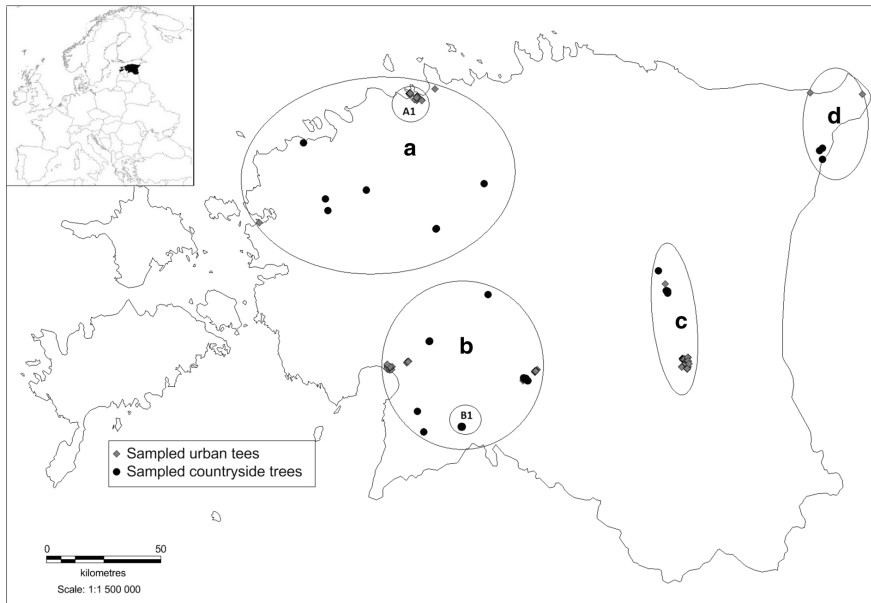 A1
a
d
c
b
B1
Sampled urban tees
Sampled countryside trees
0 50
kilometres
Scale: 1:1 500 000